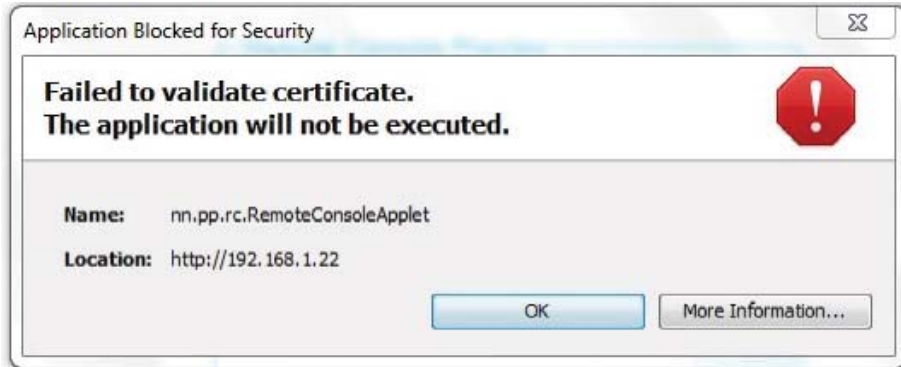 Application Blocked for Security
Failed to validate certificate.
The application will not be executed.
Name: nn.pp.rc.RemoteConsoleApplet
Location: http://192.168.1.22
OK More Information...